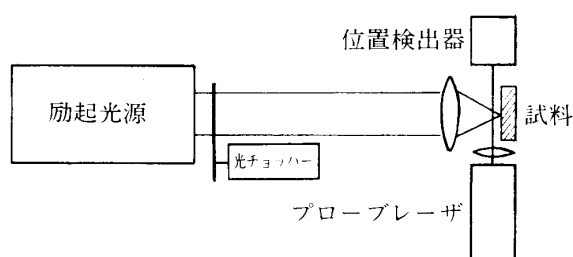 位置検出器
励起光源
試料
光チョッパー
プローブレーザ